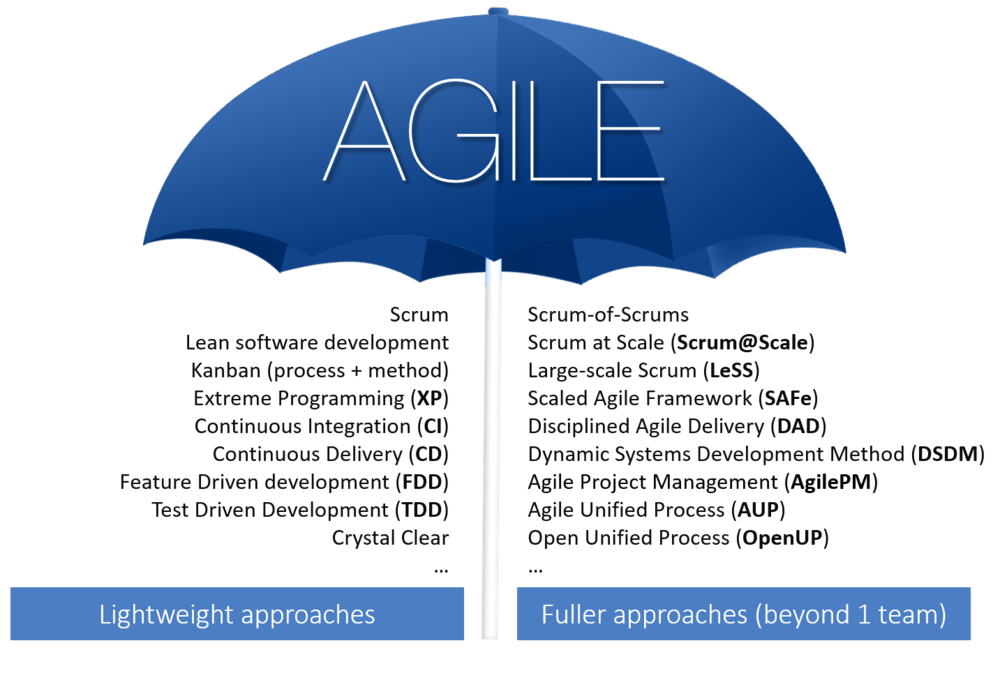 AGILE
Scrum
Lean software development
Kanban (process + method)
Extreme Programming (XP)
Continuous Integration (CI)
Continuous Delivery (CD)
Feature Driven development (FDD)
Test Driven Development (TDD)
Crystal Clear
...
Lightweight approaches
Scrum-of-Scrums
Scrum at Scale (Scrum@Scale)
Large-scale Scrum (LeSS)
Scaled Agile Framework (SAFe)
Disciplined Agile Delivery (DAD)
Dynamic Systems Development Method (DSDM)
Agile Project Management (AgilePM)
Agile Unified Process (AUP)
Open Unified Process (OpenUP)
...
Fuller approaches (beyond 1 team)